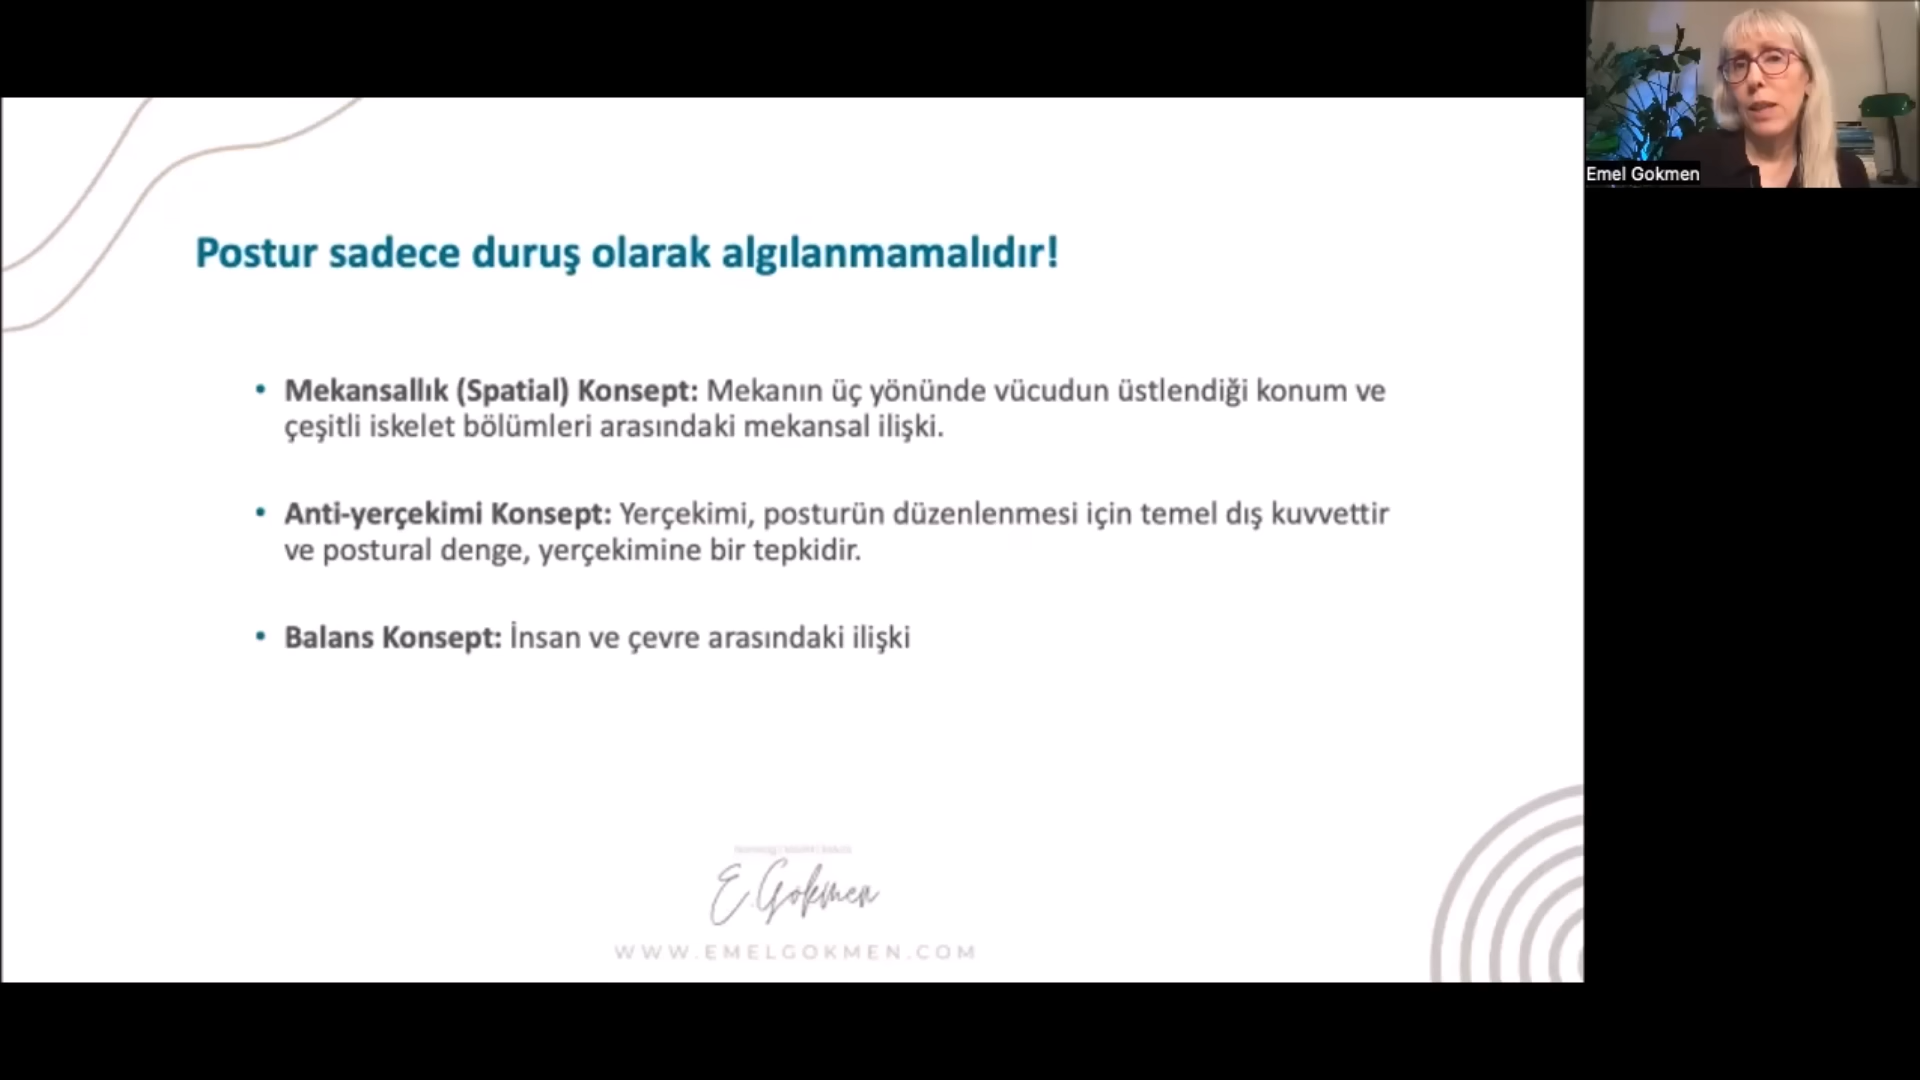 Emel Gokmen
Postur sadece duruş olarak algılanmamalıdır!
• Mekansallık (Spatial) Konsept: Mekanın üç yönünde vücudun üstlendiği konum ve
çeşitli iskelet bölümleri arasındaki mekansal ilişki.
• Anti-yerçekimi Konsept: Yerçekimi, posturün düzenlenmesi için temel dış kuvvettir
ve postural denge, yerçekimine bir tepkidir.
• Balans Konsept: İnsan ve çevre arasındaki ilişki
E.Gökmen
WWW.EMELGOKMEN.COM